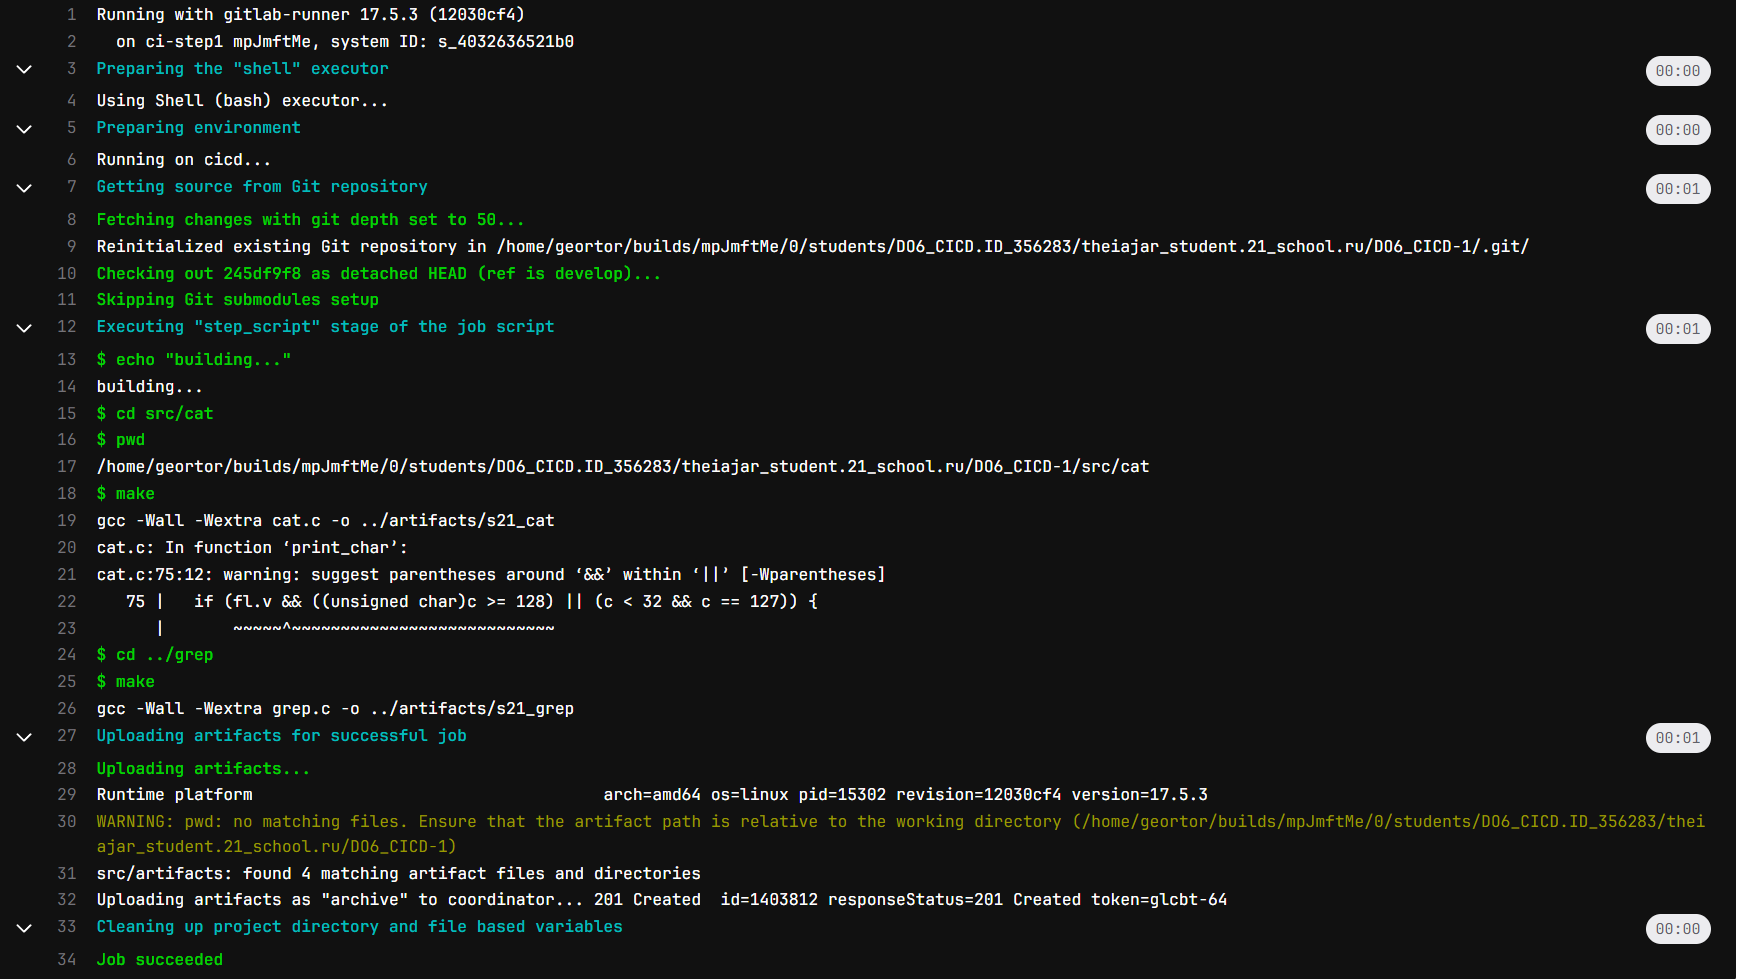 1 Running with gitlab-runner 17.5.3 (12030cf4)
2   on ci-step1 mpJmftMe, system ID: s_4032636521b0
3 Preparing the "shell" executor 00:00
4 Using Shell (bash) executor...
5 Preparing environment 00:00
6 Running on cicd...
7 Getting source from Git repository 00:01
8 Fetching changes with git depth set to 50...
9 Reinitialized existing Git repository in /home/geortor/builds/mpJmftMe/0/students/DO6_CICD.ID_356283/theiajar_student.21_school.ru/DO6_CICD-1/.git/
10 Checking out 245df9f8 as detached HEAD (ref is develop)...
11 Skipping Git submodules setup
12 Executing "step_script" stage of the job script 00:01
13 $ echo "building..."
14 building...
15 $ cd src/cat
16 $ pwd
17 /home/geortor/builds/mpJmftMe/0/students/DO6_CICD.ID_356283/theiajar_student.21_school.ru/DO6_CICD-1/src/cat
18 $ make
19 gcc -Wall -Wextra cat.c -o ../artifacts/s21_cat
20 cat.c: In function ‘print_char’:
21 cat.c:75:12: warning: suggest parentheses around ‘&&’ within ‘||’ [-Wparentheses]
22    75 |   if (fl.v && ((unsigned char)c >= 128) || (c < 32 && c == 127)) {
23       |       ~~~~~^~~~~~~~~~~~~~~~~~~~~~~~~~~~
24 $ cd ../grep
25 $ make
26 gcc -Wall -Wextra grep.c -o ../artifacts/s21_grep
27 Uploading artifacts for successful job 00:01
28 Uploading artifacts...
29 Runtime platform                                    arch=amd64 os=linux pid=15302 revision=12030cf4 version=17.5.3
30 WARNING: pwd: no matching files. Ensure that the artifact path is relative to the working directory (/home/geortor/builds/mpJmftMe/0/students/DO6_CICD.ID_356283/thei
ajar_student.21_school.ru/DO6_CICD-1)
31 src/artifacts: found 4 matching artifact files and directories
32 Uploading artifacts as "archive" to coordinator... 201 Created  id=1403812 responseStatus=201 Created token=glcbt-64
33 Cleaning up project directory and file based variables 00:00
34 Job succeeded